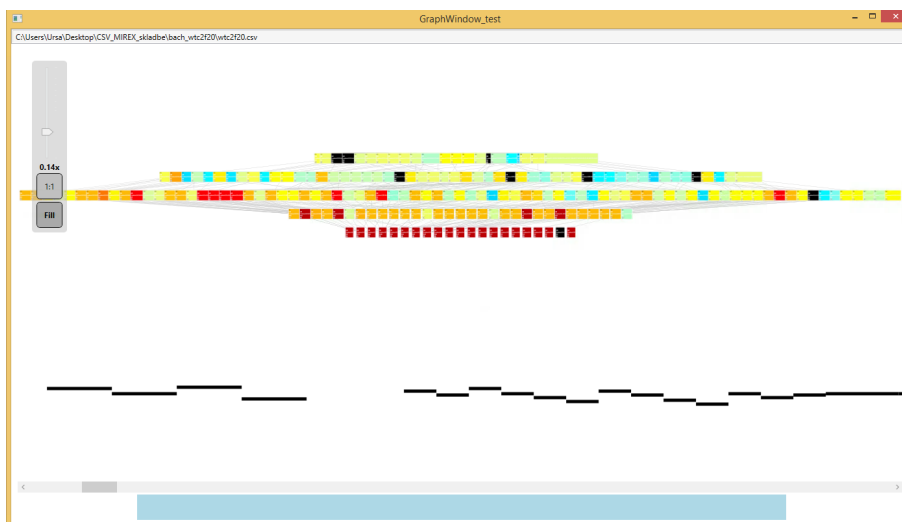 GraphWindow_test
C:\Users\Ursa\Desktop\CSV_MIREX_skladbe\bach_wtc2f20\wtc2f20.csv
0.14x
1:1
Fill